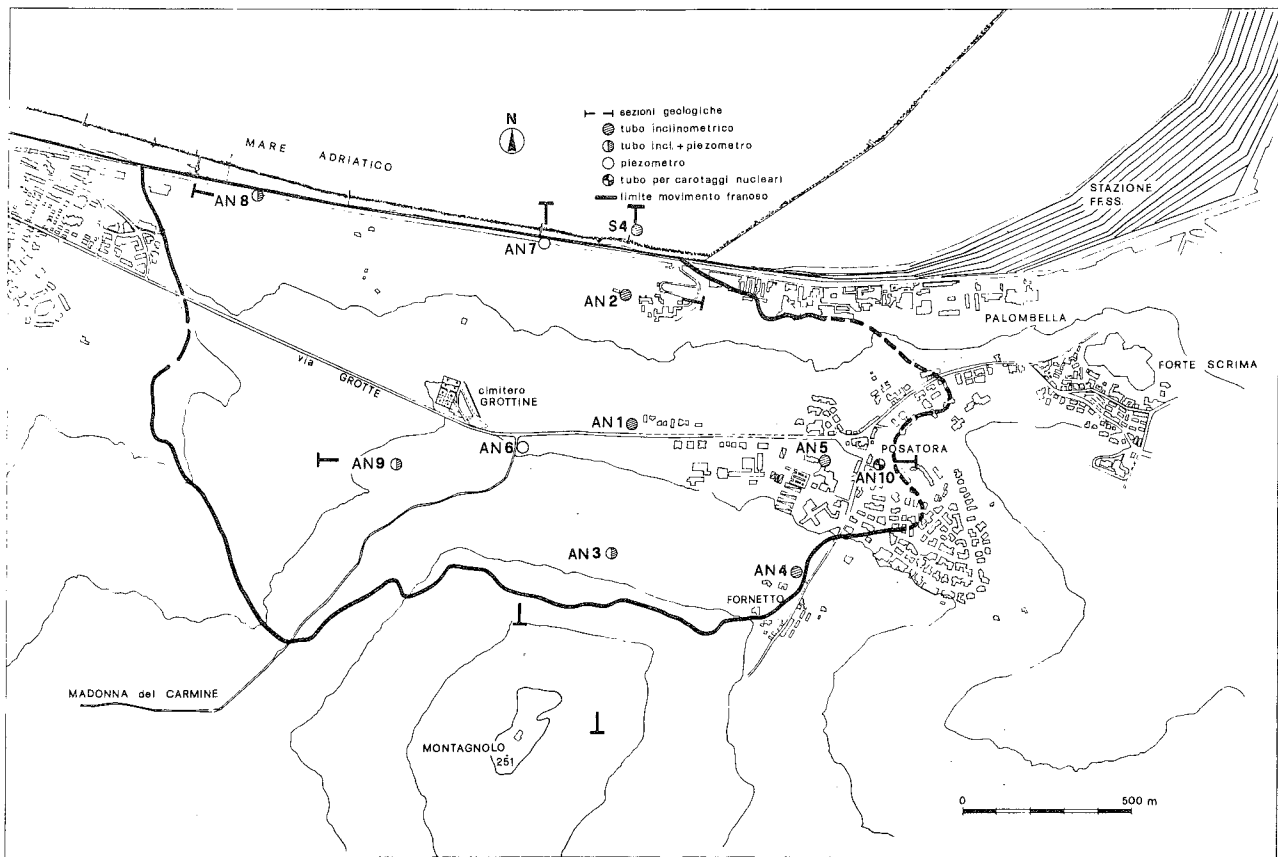 MARE ADRIATICO
N
sezioni geologiche
tubo inclinometrico
tubo incl. + piezometro
piezometro
tubo per carotaggi nucleari
limite movimento franoso
STAZIONE
FF.SS.
AN 8
S4
AN7
AN2
PALOMBELLA
FORTE SCRIMA
via GROTTE
cimitero
GROTTINE
AN1
AN6
AN5
POSATORA
AN9
AN10
AN3
AN4
FORNETTO
MADONNA del CARMINE
MONTAGNOLO
251
0 500 m